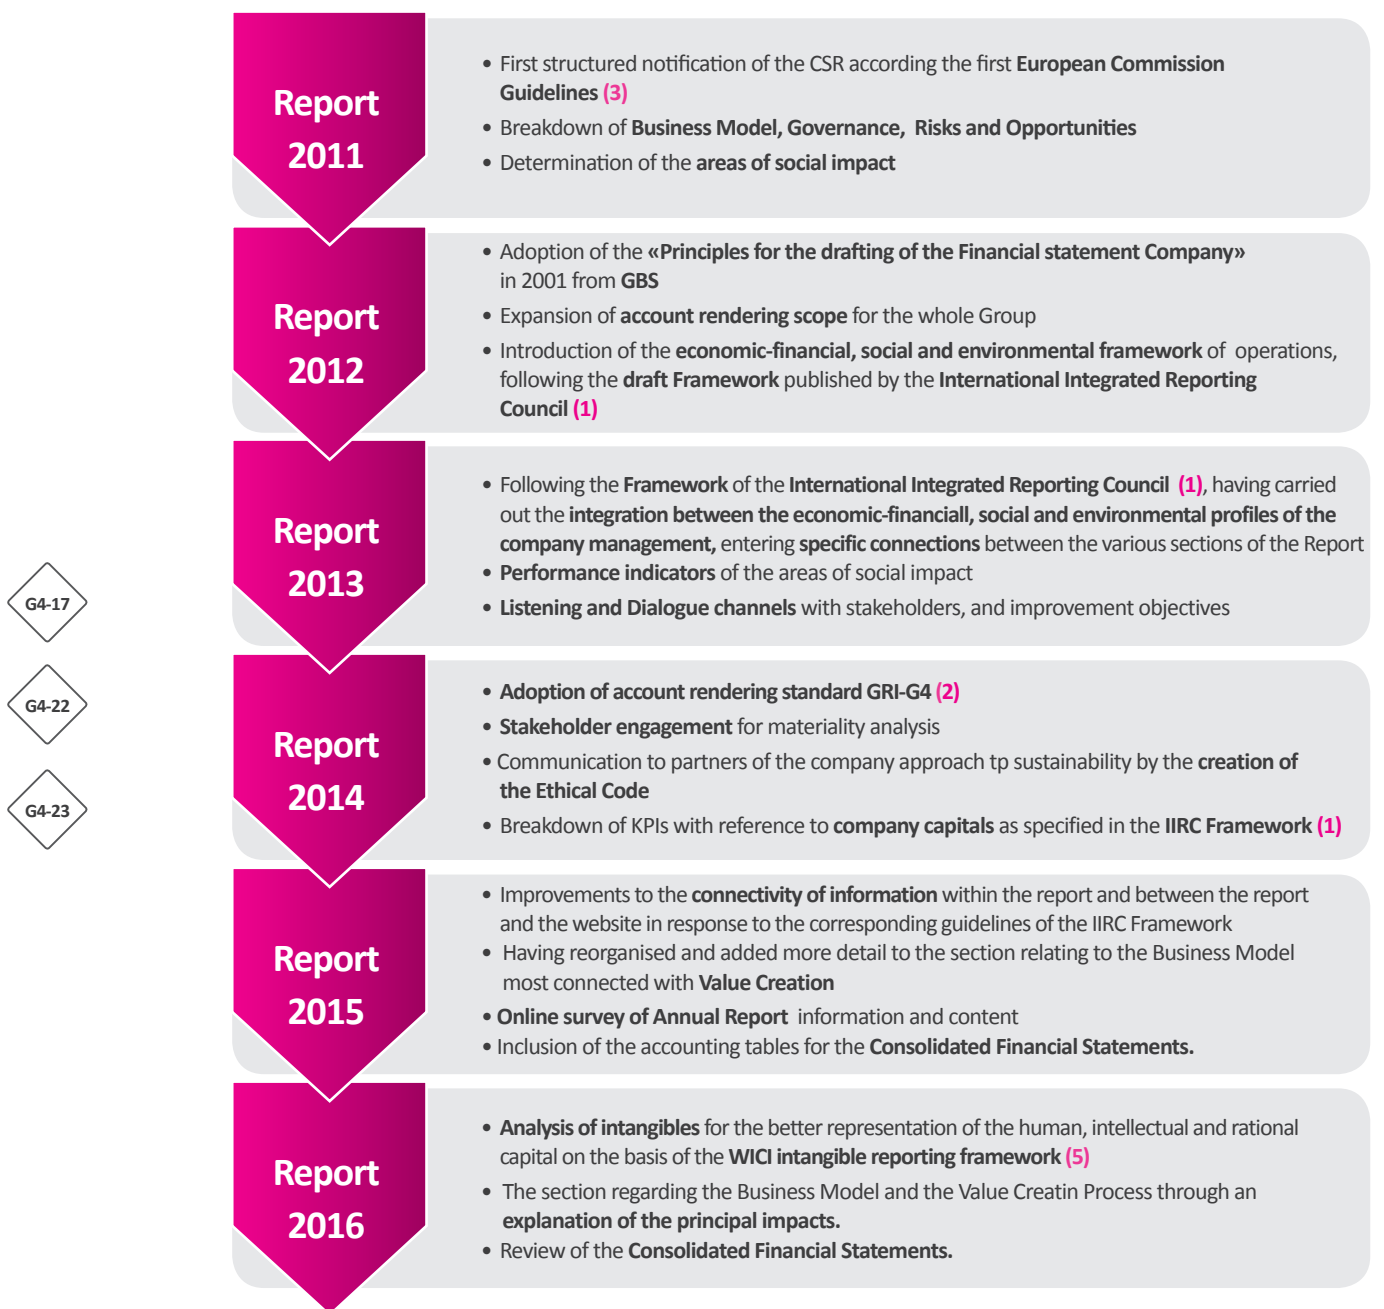 Report
2011
• First structured notification of the CSR according the first European Commission
Guidelines (3)
• Breakdown of Business Model, Governance, Risks and Opportunities
• Determination of the areas of social impact
Report
2012
• Adoption of the «Principles for the drafting of the Financial statement Company»
in 2001 from GBS
• Expansion of account rendering scope for the whole Group
• Introduction of the economic-financial, social and environmental framework of operations,
following the draft Framework published by the International Integrated Reporting
Council (1)
Report
2013
• Following the Framework of the International Integrated Reporting Council (1), having carried
out the integration between the economic-financiall, social and environmental profiles of the
company management, entering specific connections between the various sections of the Report
• Performance indicators of the areas of social impact
• Listening and Dialogue channels with stakeholders, and improvement objectives
G4-17
G4-22
G4-23
Report
2014
• Adoption of account rendering standard GRI-G4 (2)
• Stakeholder engagement for materiality analysis
• Communication to partners of the company approach tp sustainability by the creation of
the Ethical Code
• Breakdown of KPIs with reference to company capitals as specified in the IIRC Framework (1)
Report
2015
• Improvements to the connectivity of information within the report and between the report
and the website in response to the corresponding guidelines of the IIRC Framework
• Having reorganised and added more detail to the section relating to the Business Model
most connected with Value Creation
• Online survey of Annual Report information and content
• Inclusion of the accounting tables for the Consolidated Financial Statements.
Report
2016
• Analysis of intangibles for the better representation of the human, intellectual and rational
capital on the basis of the WICI intangible reporting framework (5)
• The section regarding the Business Model and the Value Creatin Process through an
explanation of the principal impacts.
• Review of the Consolidated Financial Statements.